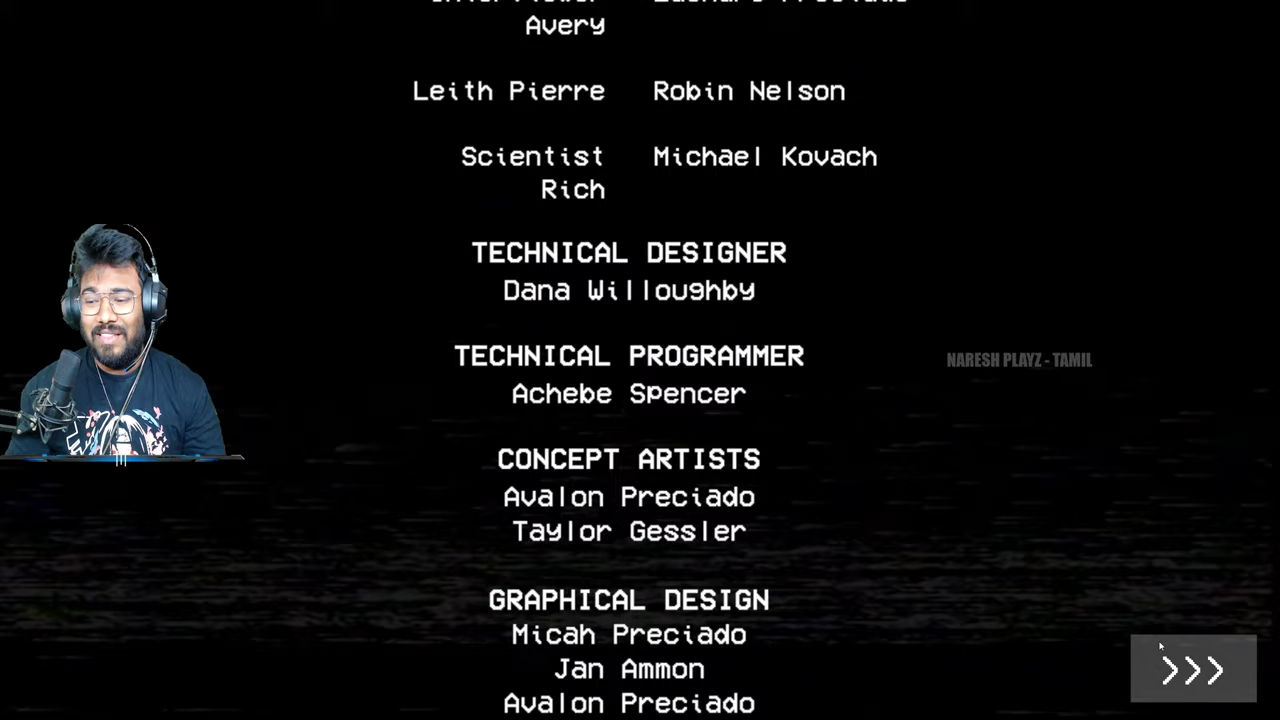 Avery
Leith Pierre Robin Nelson
Scientist Michael Kovach
Rich
TECHNICAL DESIGNER
Dana Willoughby
TECHNICAL PROGRAMMER
Achebe Spencer
NARESH PLAYZ - TAMIL
CONCEPT ARTISTS
Avalon Preciado
Taylor Gessler
GRAPHICAL DESIGN
Micah Preciado
Jan Ammon
Avalon Preciado
>>>